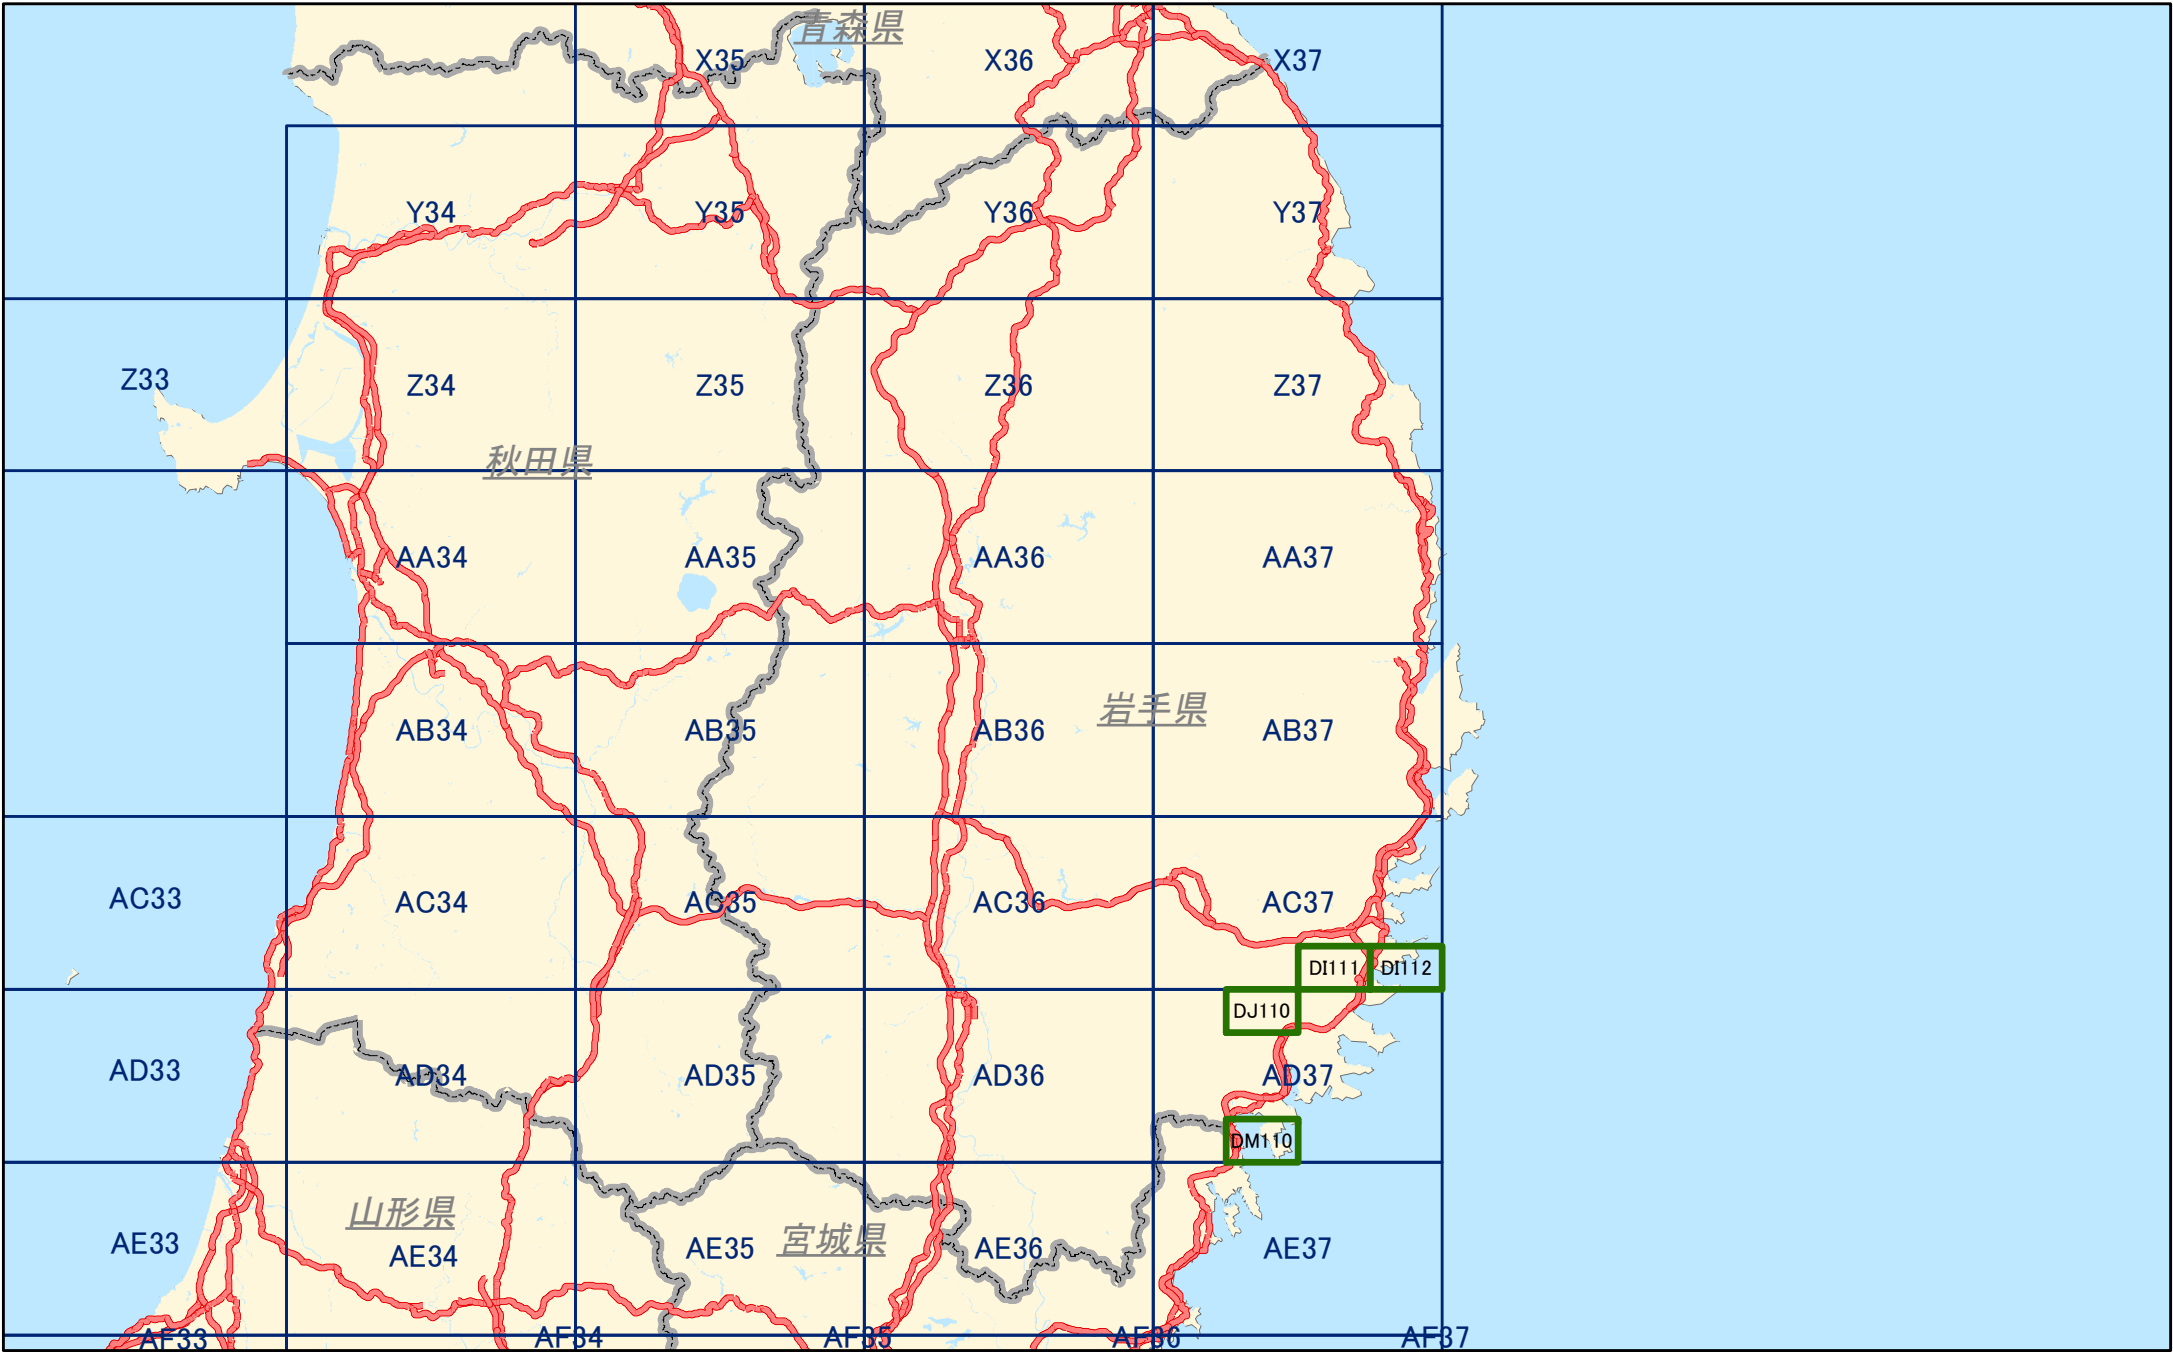 青森県
X35
X36
X37
Y34
Y35
Y36
Y37
Z33
Z34
Z35
Z36
Z37
秋田県
AA34
AA35
AA36
AA37
岩手県
AB34
AB35
AB36
AB37
AC33
AC34
AC35
AC36
AC37
DI111
DI112
DJ110
AD33
AD34
AD35
AD36
AD37
DM110
山形県
宮城県
AE33
AE34
AE35
AE36
AE37
AF33
AF34
AF35
AF36
AF37